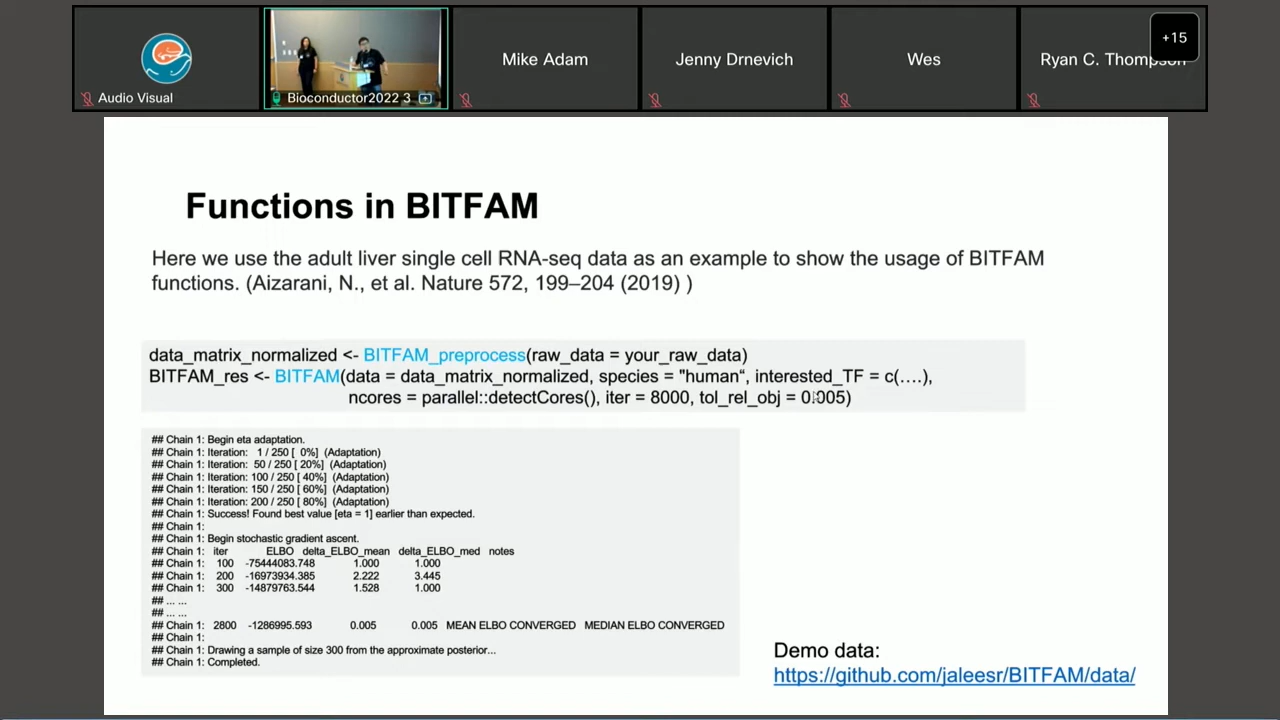 Audio Visual
Bioconductor2022 3
Mike Adam
Jenny Drnevich
Wes
Ryan C. Thompson
+15
Functions in BITFAM
Here we use the adult liver single cell RNA-seq data as an example to show the usage of BITFAM
functions. (Aizarani, N., et al. Nature 572, 199–204 (2019) )
data_matrix_normalized <- BITFAM_preprocess(raw_data = your_raw_data)
BITFAM_res <- BITFAM(data = data_matrix_normalized, species = "human“, interested_TF = c(….),
ncores = parallel::detectCores(), iter = 8000, tol_rel_obj = 0.005)
## Chain 1: Begin eta adaptation.
## Chain 1: Iteration:   1 / 250 [  0%]  (Adaptation)
## Chain 1: Iteration:  50 / 250 [ 20%]  (Adaptation)
## Chain 1: Iteration: 100 / 250 [ 40%]  (Adaptation)
## Chain 1: Iteration: 150 / 250 [ 60%]  (Adaptation)
## Chain 1: Iteration: 200 / 250 [ 80%]  (Adaptation)
## Chain 1: Success! Found best value [eta = 1] earlier than expected.
## Chain 1:
## Chain 1: Begin stochastic gradient ascent.
## Chain 1:   iter   ELBO   delta_ELBO_mean   delta_ELBO_med   notes
## Chain 1:   100   -75444083.748   1.000   1.000
## Chain 1:   200   -16973934.385   2.222   3.445
## Chain 1:   300   -14879763.544   1.528   1.000
## ... ...
## ... ...
## Chain 1:   2800   -1286995.593   0.005   0.005   MEAN ELBO CONVERGED   MEDIAN ELBO CONVERGED
## Chain 1:
## Chain 1: Drawing a sample of size 300 from the approximate posterior...
## Chain 1: Completed.
Demo data:
https://github.com/jaleesr/BITFAM/data/